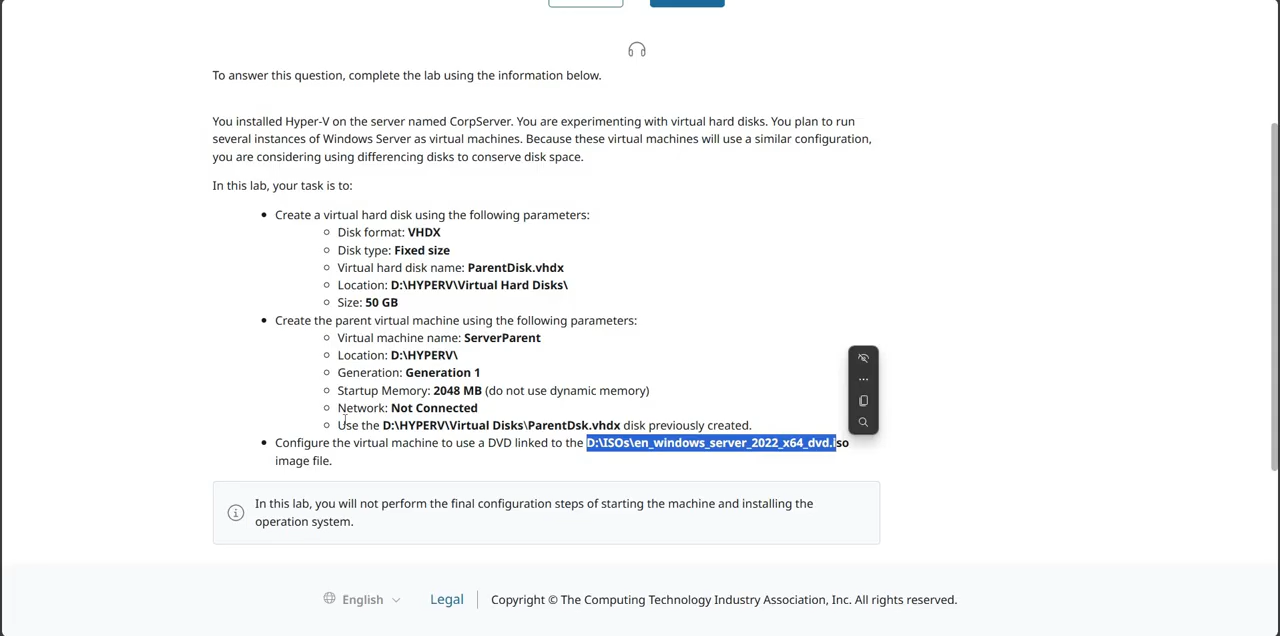 To answer this question, complete the lab using the information below.
You installed Hyper-V on the server named CorpServer. You are experimenting with virtual hard disks. You plan to run
several instances of Windows Server as virtual machines. Because these virtual machines will use a similar configuration,
you are considering using differencing disks to conserve disk space.
In this lab, your task is to:
• Create a virtual hard disk using the following parameters:
◦ Disk format: VHDX
◦ Disk type: Fixed size
◦ Virtual hard disk name: ParentDisk.vhdx
◦ Location: D:\HYPERV\Virtual Hard Disks\
◦ Size: 50 GB
• Create the parent virtual machine using the following parameters:
◦ Virtual machine name: ServerParent
◦ Location: D:\HYPERV\
◦ Generation: Generation 1
◦ Startup Memory: 2048 MB (do not use dynamic memory)
◦ Network: Not Connected
◦ Use the D:\HYPERV\Virtual Disks\ParentDsk.vhdx disk previously created.
• Configure the virtual machine to use a DVD linked to the D:\ISOs\en_windows_server_2022_x64_dvd.iso
image file.
In this lab, you will not perform the final configuration steps of starting the machine and installing the
operation system.
English Legal Copyright © The Computing Technology Industry Association, Inc. All rights reserved.